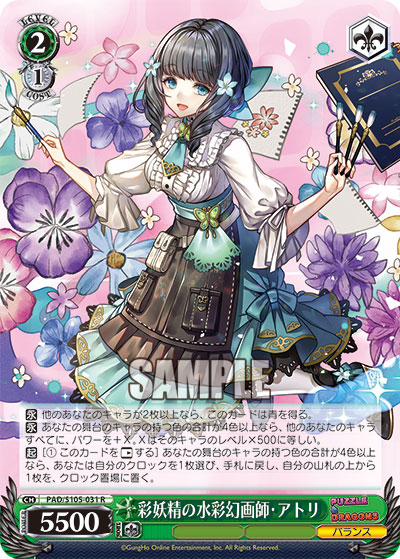 LEVEL
2
1
COST
SAMPLE
永 他のあなたのキャラが2枚以上なら、このカードは青を得る。
永 あなたの舞台のキャラの持つ色の合計が4色以上なら、他のあなたのキャラすべてに、パワーを+X。Xはそのキャラのレベル×500に等しい。
起 [① このカードを レスト する] あなたのキャラの持つ色の合計が4色以上なら、あなたは自分のクロックを1枚選び、手札に戻し、自分の山札の上から1枚を、クロック置場に置く。
CH PAD/S105-031 R
5500
彩妖精の水彩幻画師・アトリ
PUZZLE & DRAGONS
バランス
©GungHo Online Entertainment, Inc. All Rights Reserved.